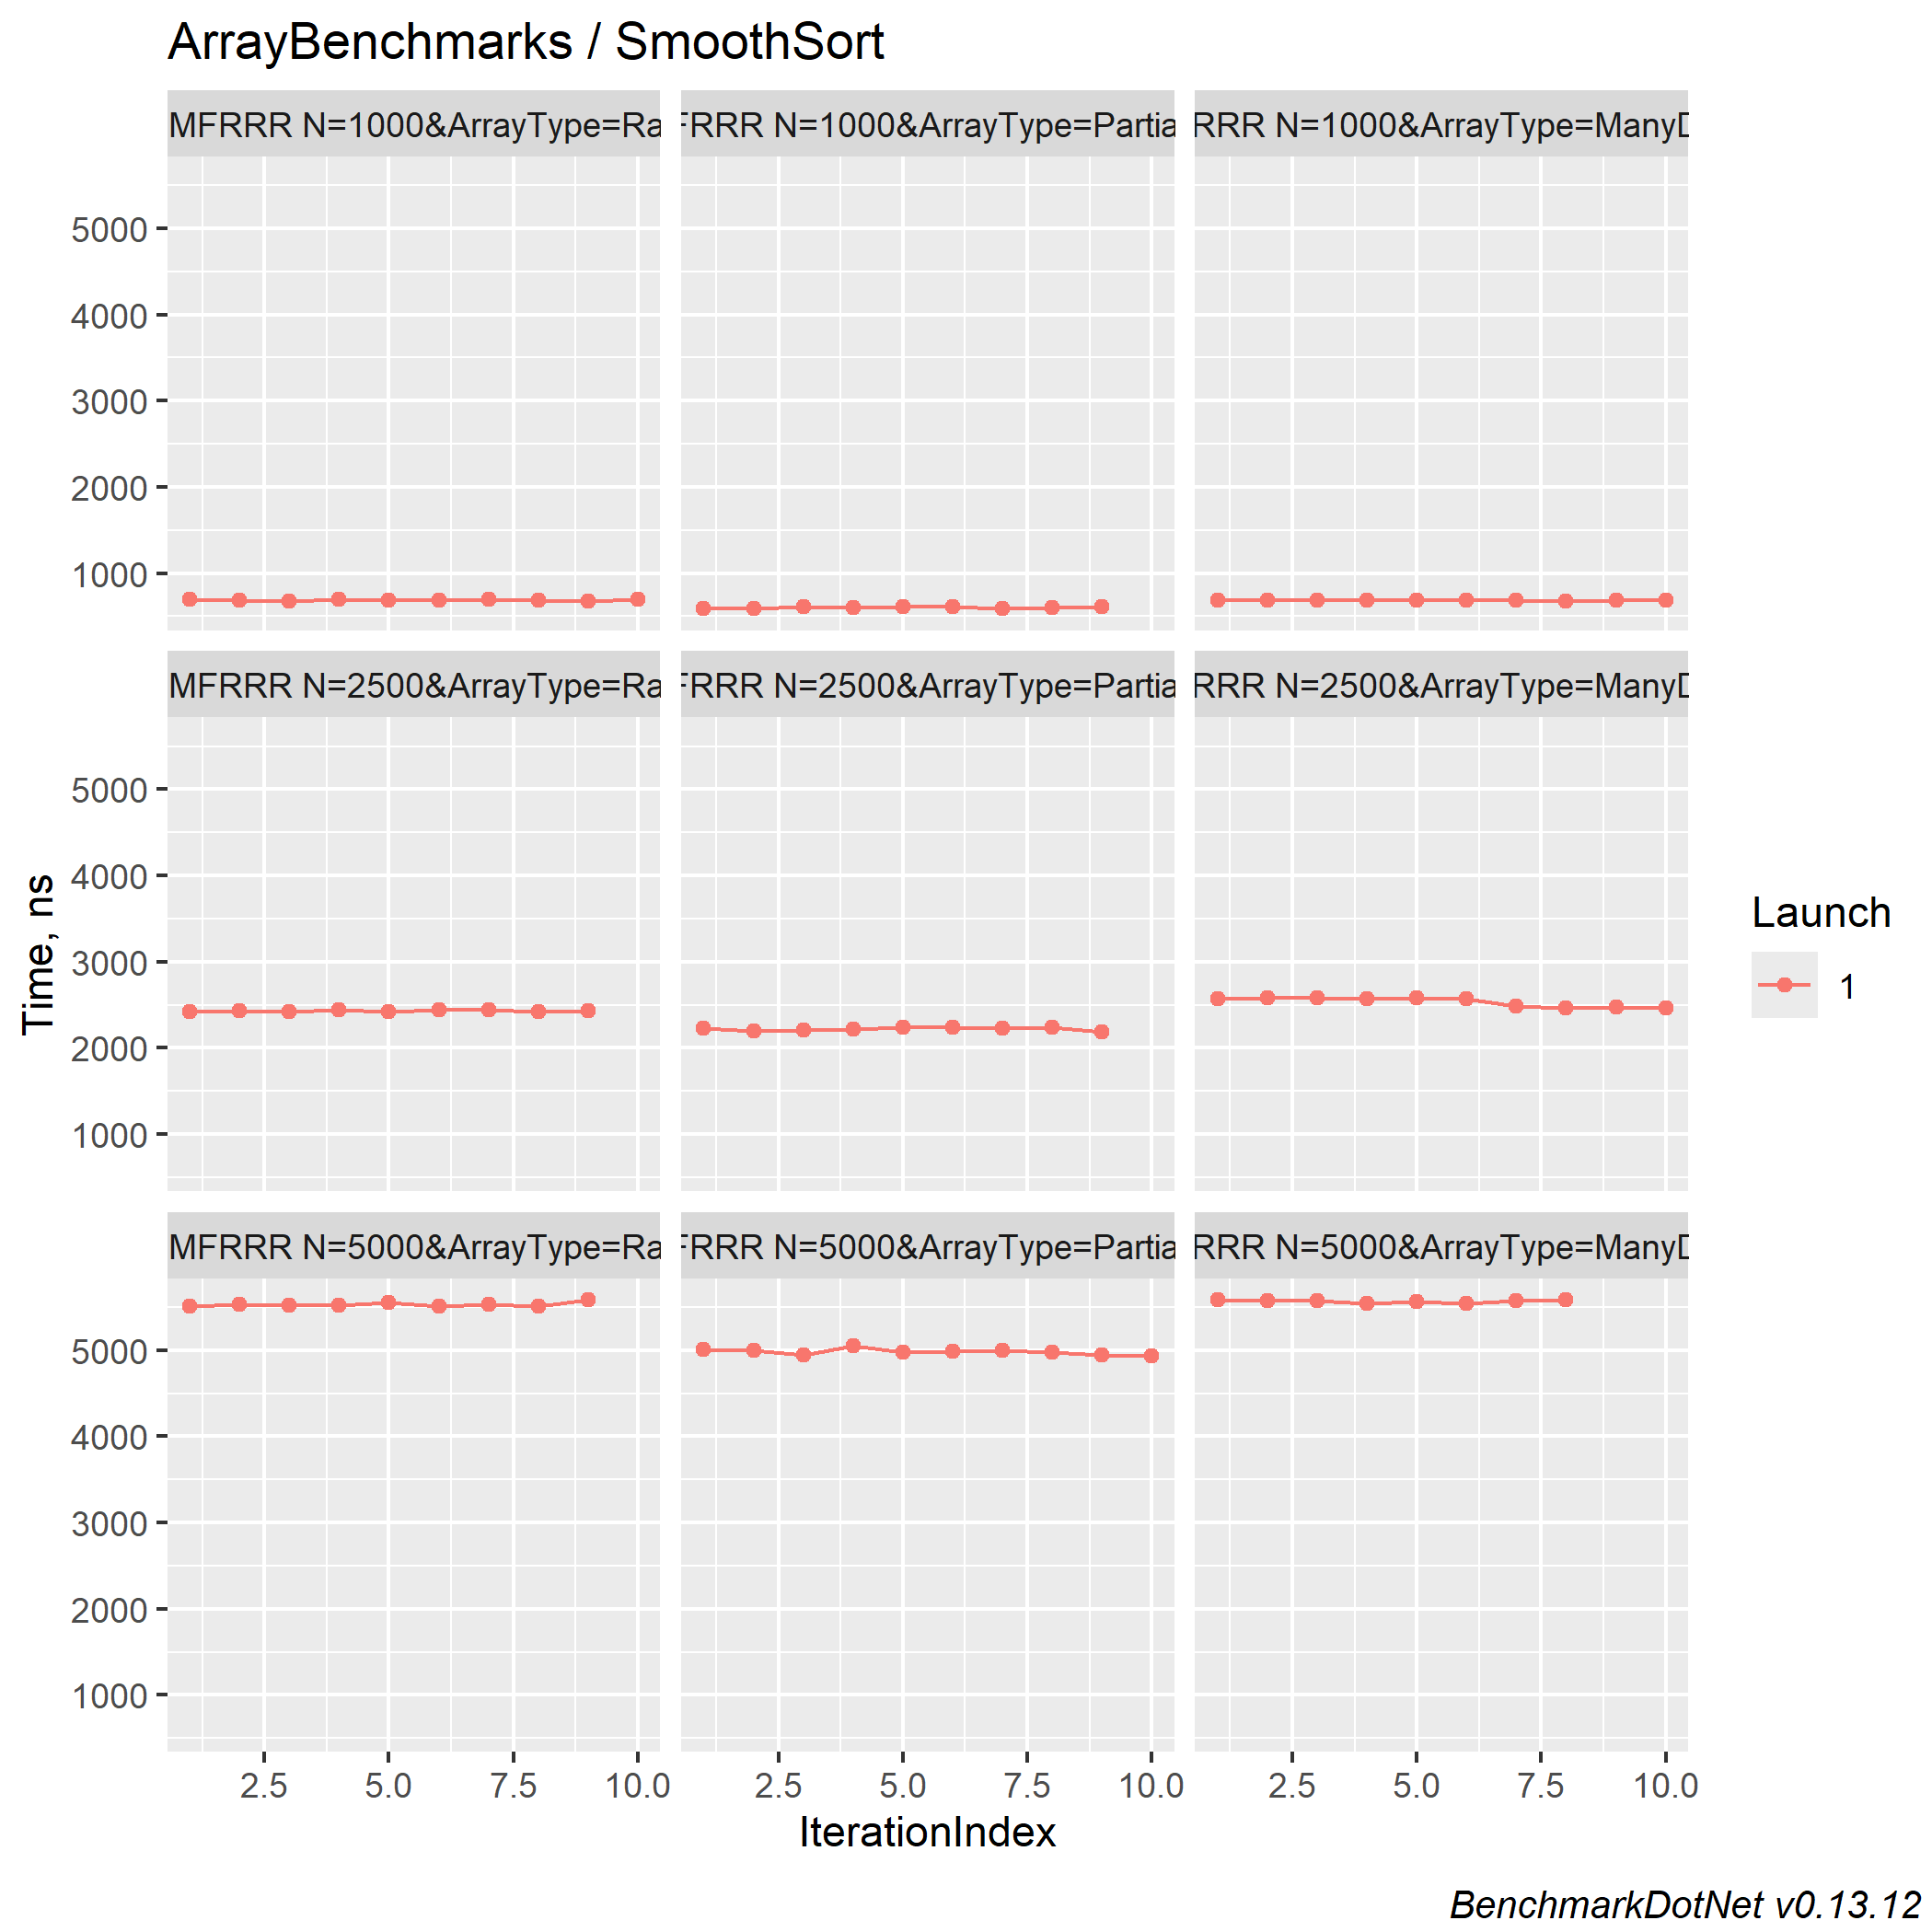 ArrayBenchmarks / SmoothSort
MFRRR N=1000&ArrayType=Ra
FRRR N=1000&ArrayType=Partia
RRR N=1000&ArrayType=ManyD
5000
4000
3000
2000
1000
MFRRR N=2500&ArrayType=Ra
FRRR N=2500&ArrayType=Partia
RRR N=2500&ArrayType=ManyD
5000
4000
3000
2000
1000
Time, ns
Launch
1
MFRRR N=5000&ArrayType=Ra
FRRR N=5000&ArrayType=Partia
RRR N=5000&ArrayType=ManyD
5000
4000
3000
2000
1000
2.5 5.0 7.5 10.0
2.5 5.0 7.5 10.0
2.5 5.0 7.5 10.0
IterationIndex
BenchmarkDotNet v0.13.12